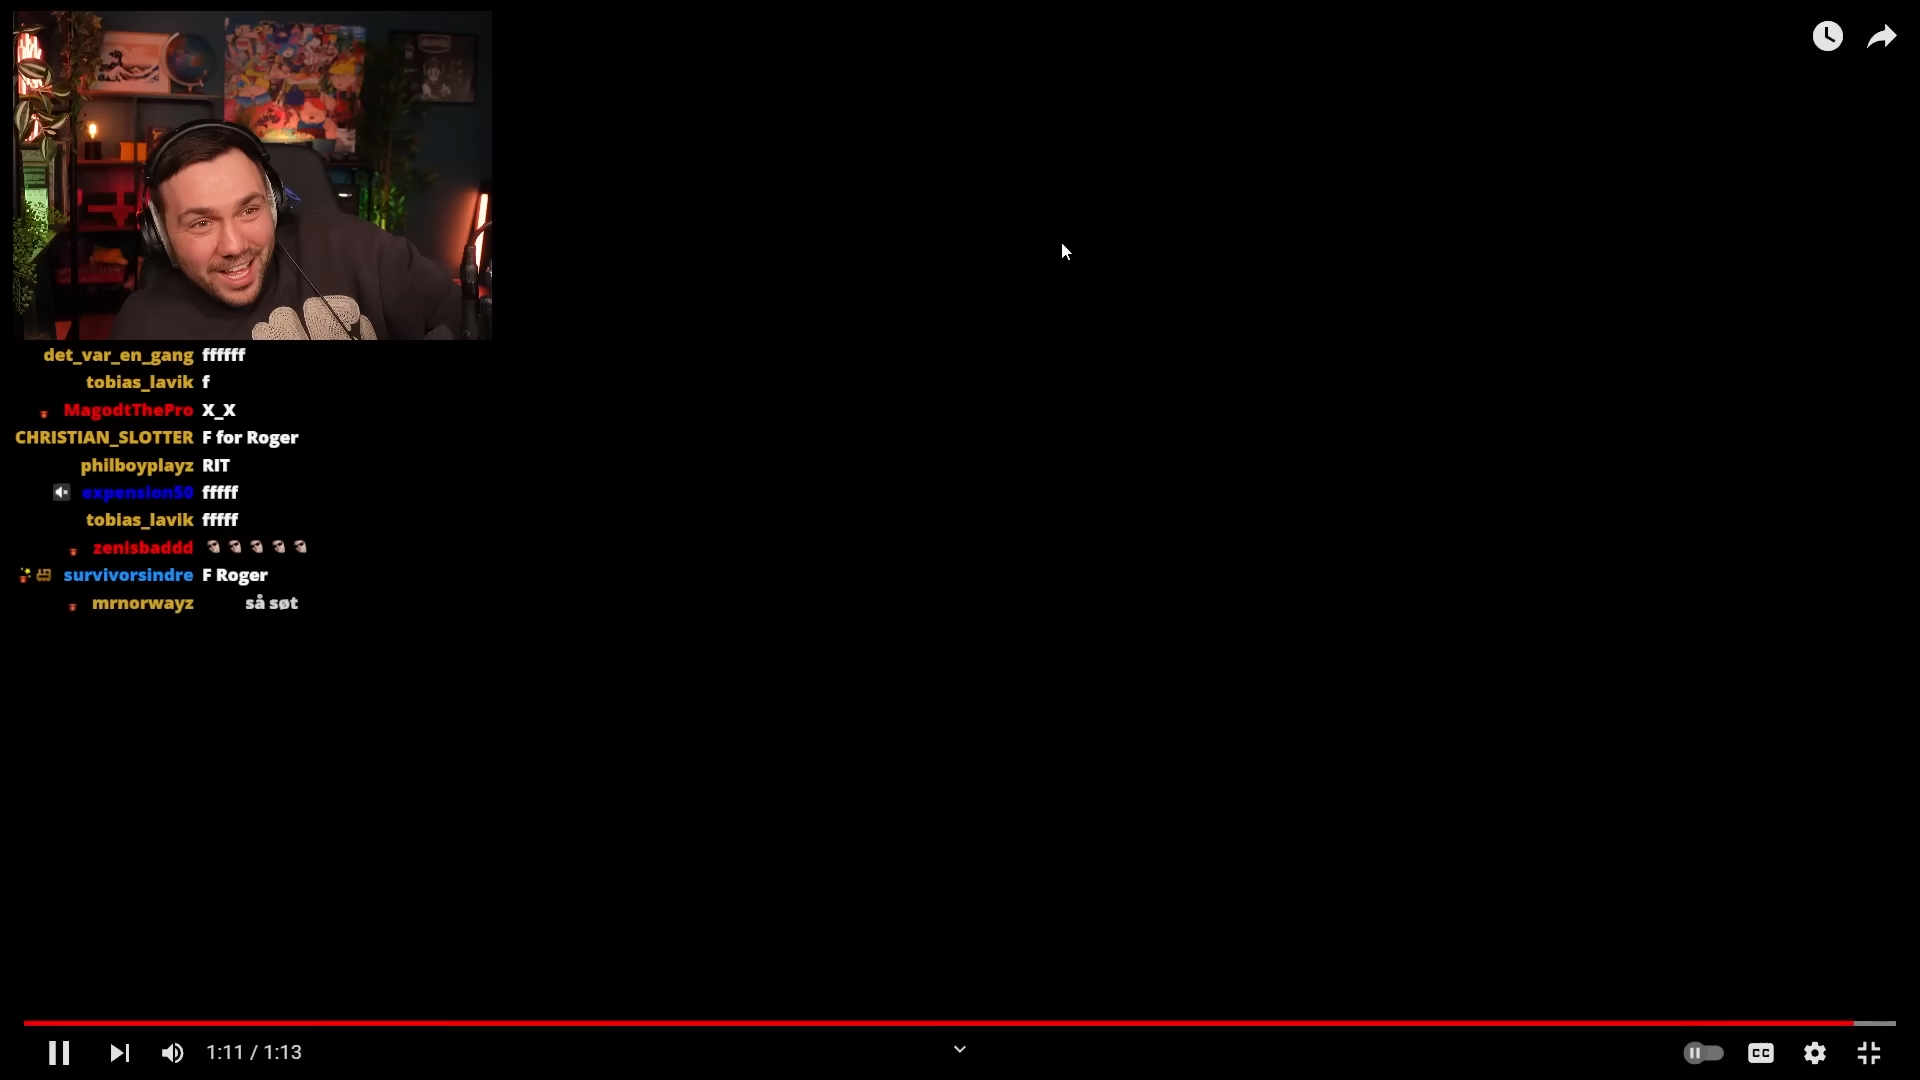 det_var_en_gang ffffff
tobias_lavik f
MagodtThePro X_X
CHRISTIAN_SLOTTER F for Roger
philboyplayz RIT
expension50 fffff
tobias_lavik fffff
zenisbaddd
survivorsindre F Roger
mrnorwayz så søt
1:11 / 1:13
CC